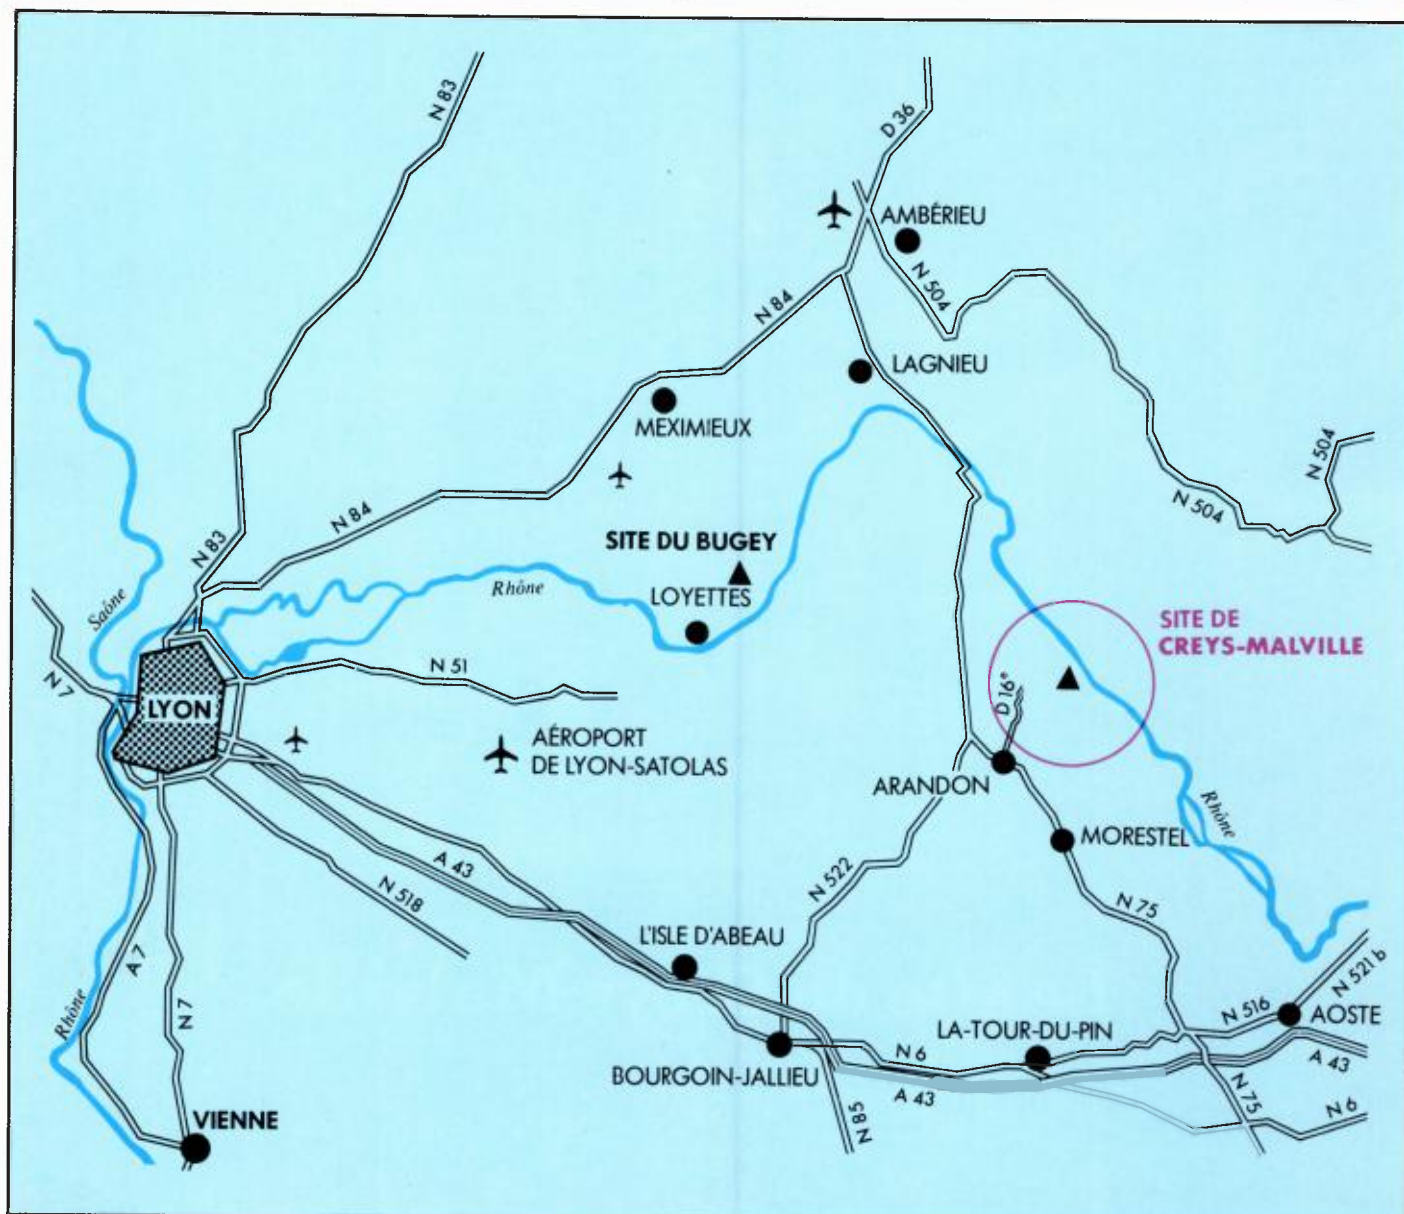 N 83
D 36
AMBÉRIEU
N 504
N 84
LAGNIEU
MEXIMIEUX
N 504
N 504
N 84
N 83
SITE DU BUGEY
Rhône
LOYETTES
Saône
SITE DE
CREYS-MALVILLE
N 51
N 7
LYON
D 16e
AÉROPORT
DE LYON-SATOLAS
ARANDON
Rhône
MORESTEL
A 43
N 522
N 518
N 75
L'ISLE D'ABEAU
A 7
N 521 b
Rhône
N 7
N 516
AOSTE
LA-TOUR-DU-PIN
N 6
A 43
BOURGOIN-JALLIEU
A 43
N 75
N 6
N 85
VIENNE